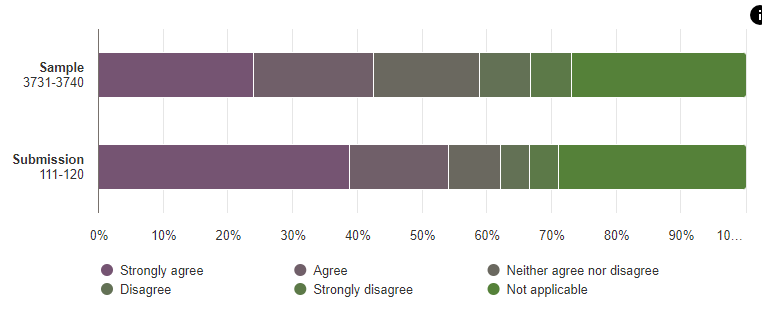 i
Sample
3731-3740
Submission
111-120
0% 10% 20% 30% 40% 50% 60% 70% 80% 90% 10...
Strongly agree Agree Neither agree nor disagree
Disagree Strongly disagree Not applicable